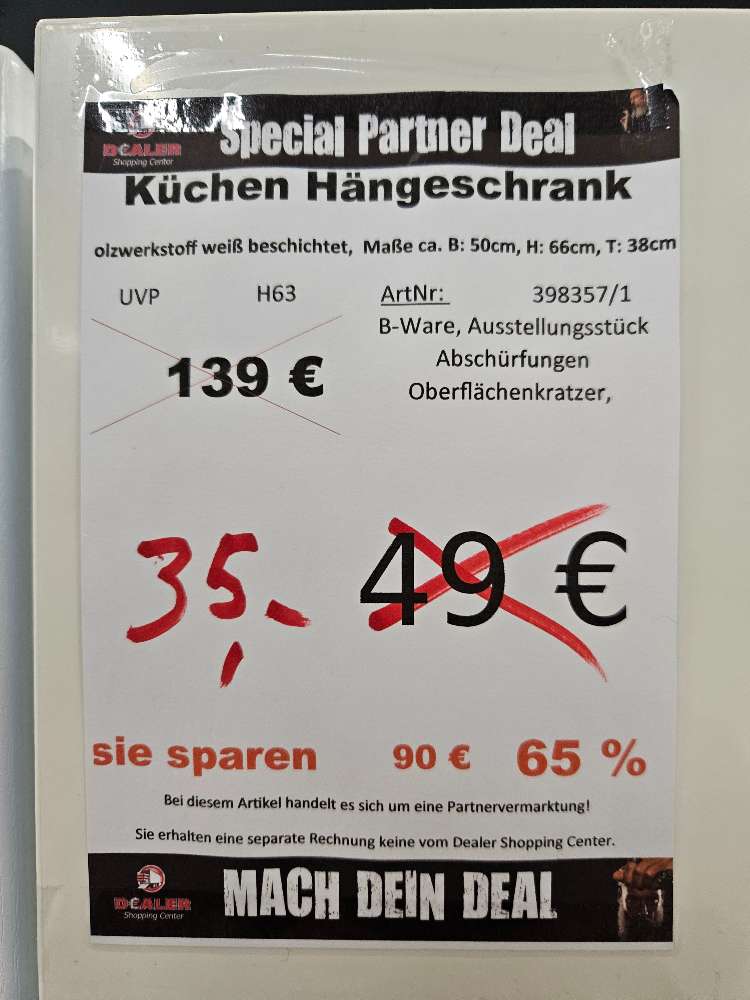 Special Partner Deal
DEALER
Shopping Center
Küchen Hängeschrank
olzwerkstoff weiß beschichtet, Maße ca. B: 50cm, H: 66cm, T: 38cm
UVP H63 ArtNr: 398357/1
B-Ware, Ausstellungsstück
Abschürfungen
139 €
Oberflächenkratzer,
35,- 49 €
sie sparen 90 € 65 %
Bei diesem Artikel handelt es sich um eine Partnervermarktung!
Sie erhalten eine separate Rechnung keine vom Dealer Shopping Center.
DEALER
Shopping Center
MACH DEIN DEAL